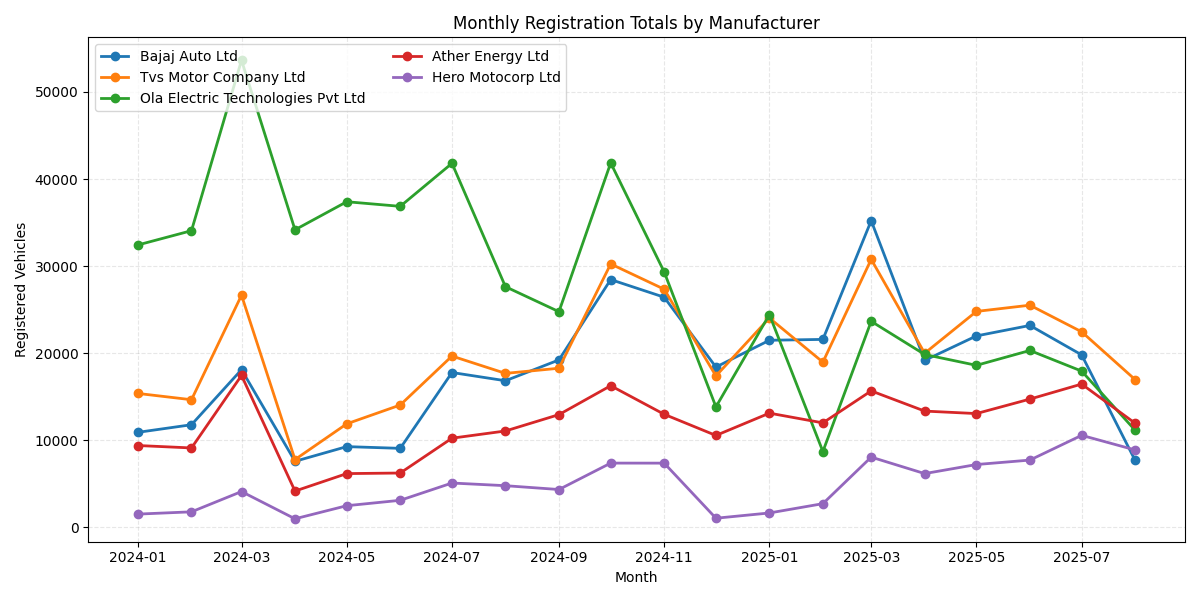 Monthly Registration Totals by Manufacturer
Bajaj Auto Ltd
Tvs Motor Company Ltd
Ola Electric Technologies Pvt Ltd
Ather Energy Ltd
Hero Motocorp Ltd
Registered Vehicles
50000
40000
30000
20000
10000
0
2024-01
2024-03
2024-05
2024-07
2024-09
2024-11
2025-01
2025-03
2025-05
2025-07
Month